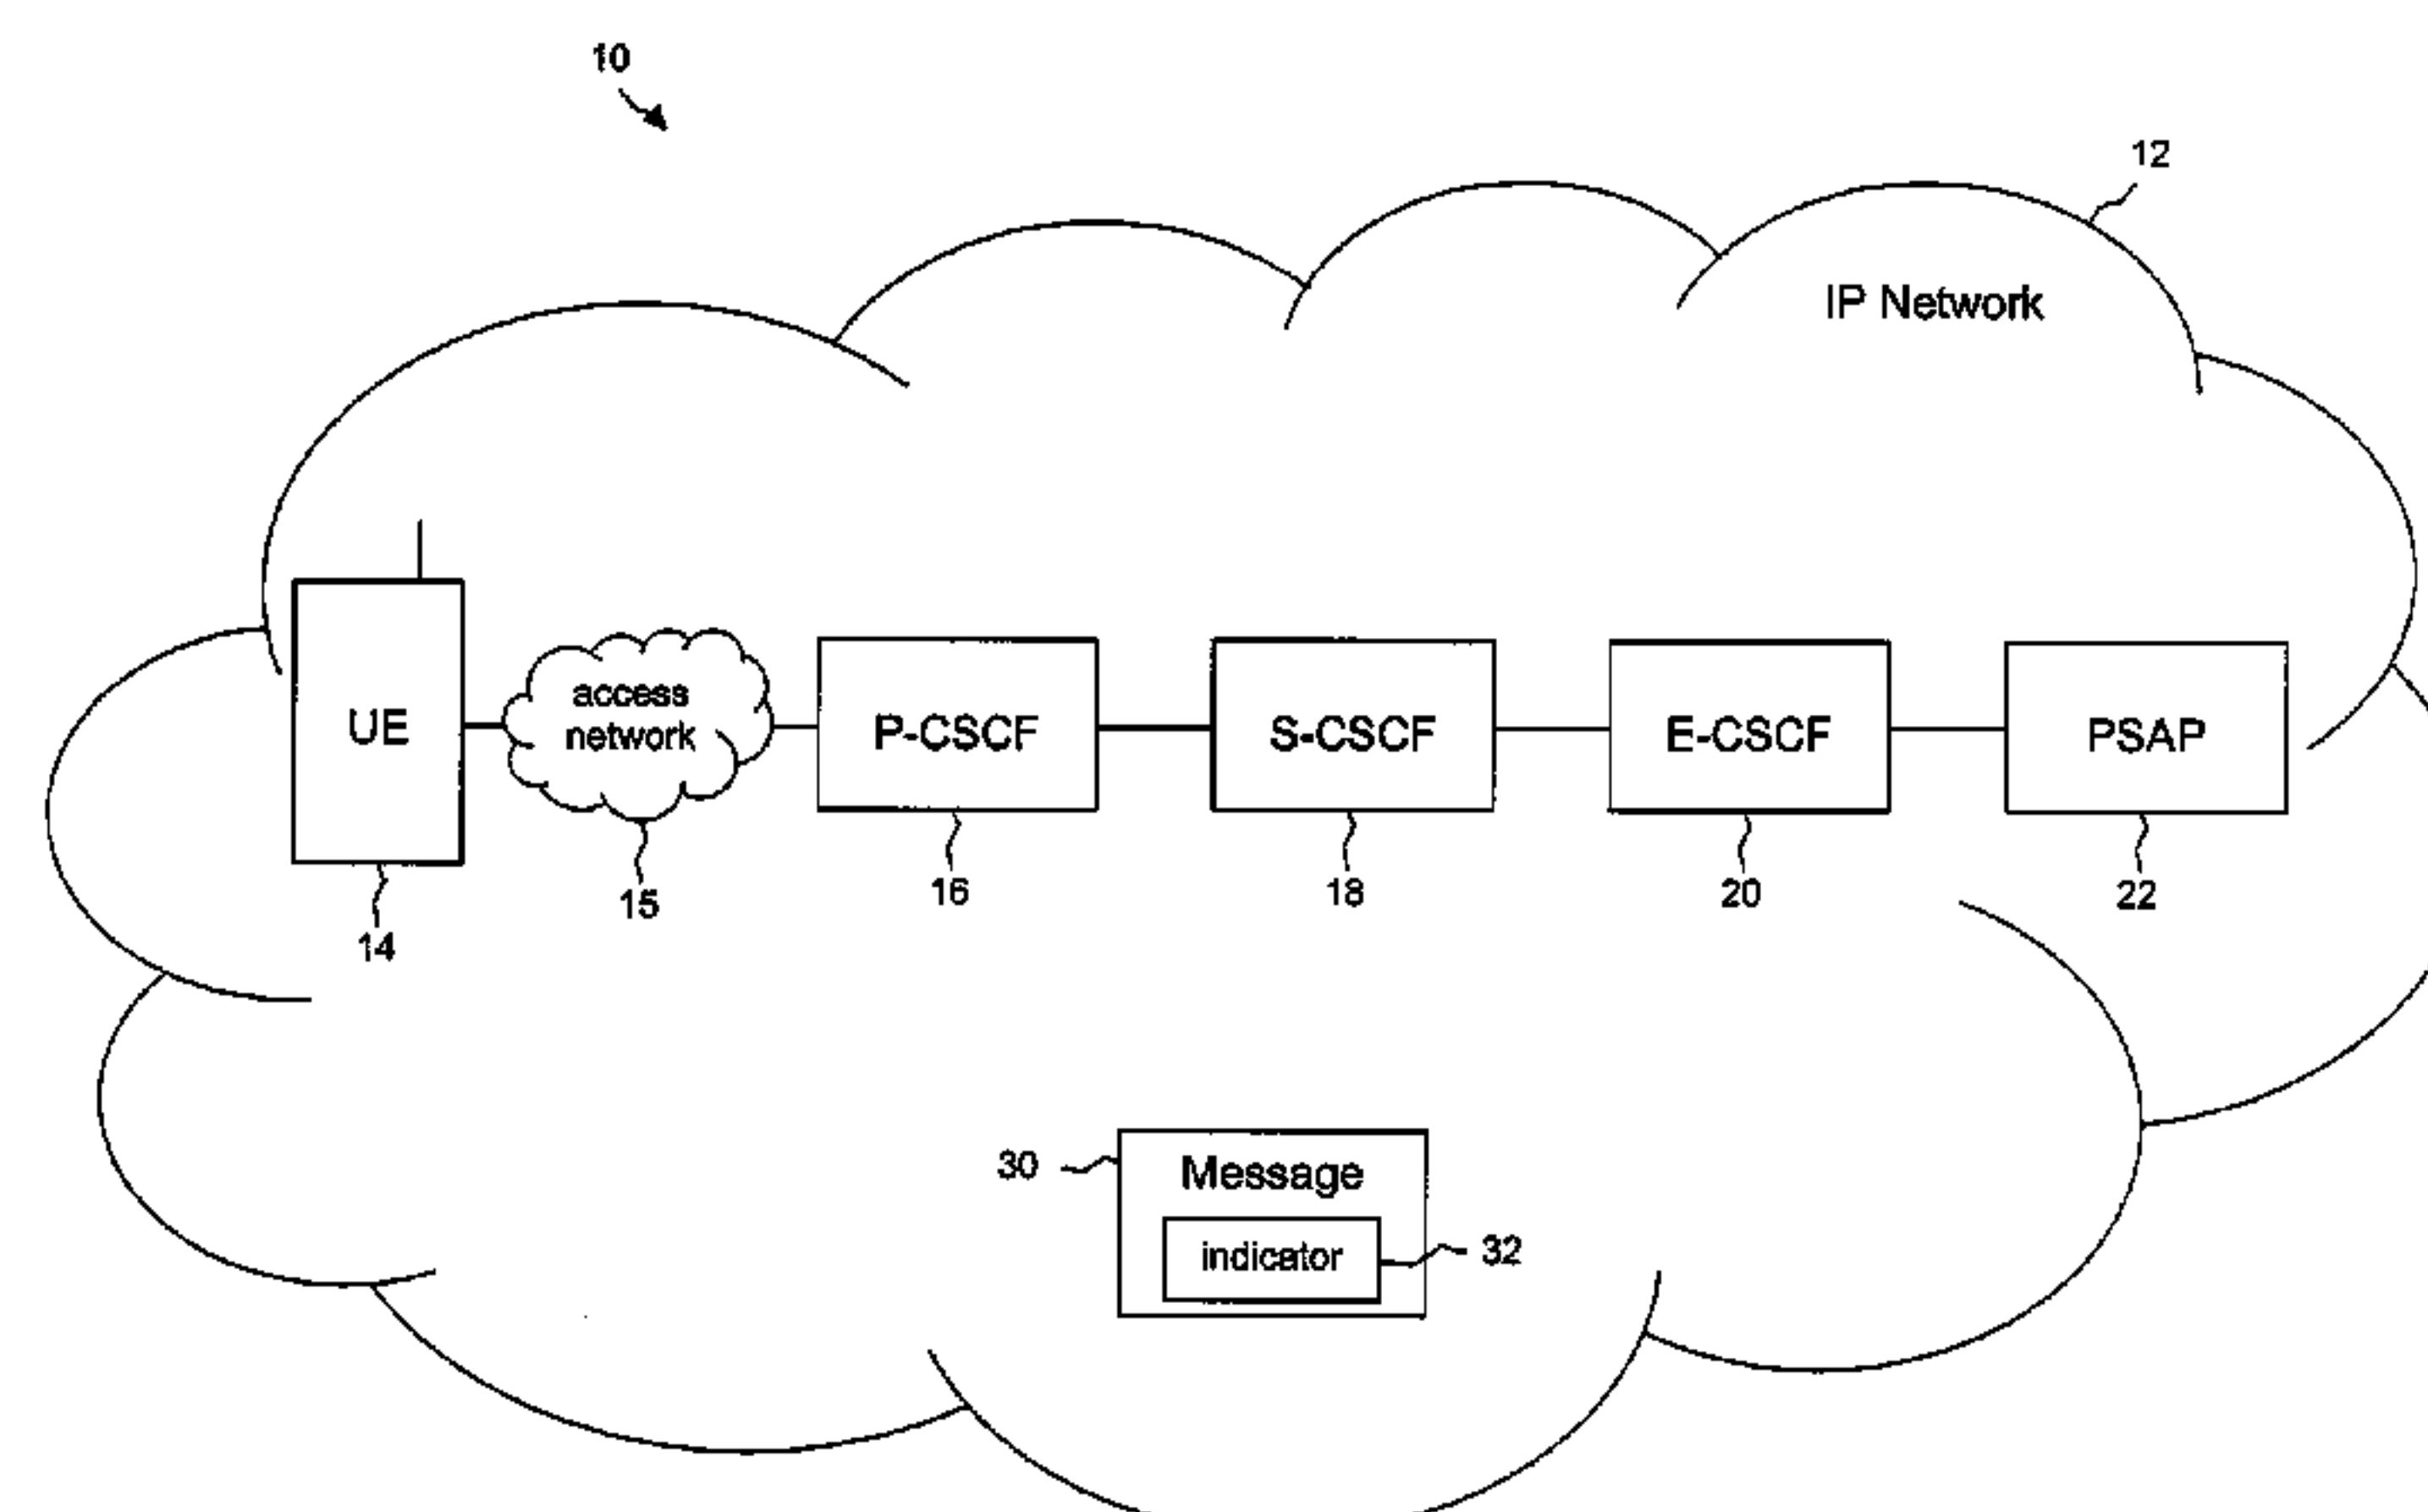 10
12
IP Network
UE
access
network
P-CSCF
S-CSCF
E-CSCF
PSAP
14
15
16
18
20
22
30
Message
indicator
32